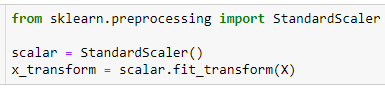 from sklearn.preprocessing import StandardScaler
scalar = StandardScaler()
x_transform = scalar.fit_transform(X)